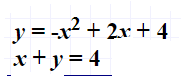 y = -x² + 2x + 4
x + y = 4